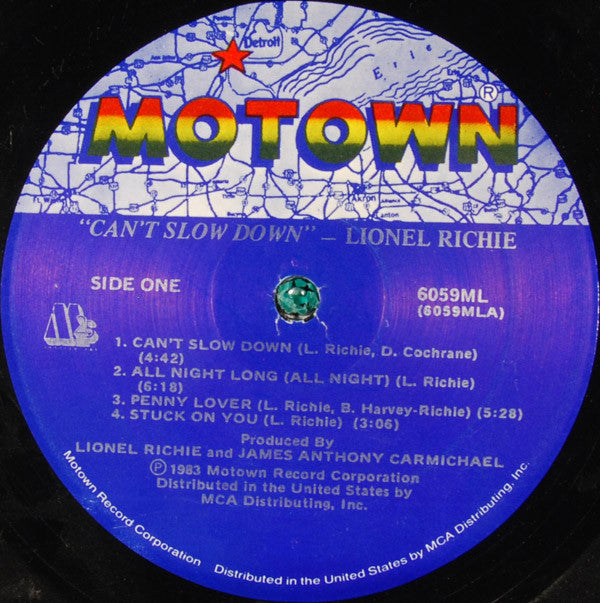 Detroit
Erie
MOTOWN®
Akron
Canton
"CAN'T SLOW DOWN" – LIONEL RICHIE
SIDE ONE
6059ML
(6059MLA)
M
1. CAN'T SLOW DOWN (L. Richie, D. Cochrane)
(4:42)
2. ALL NIGHT LONG (ALL NIGHT) (L. Richie)
(6:18)
3. PENNY LOVER (L. Richie, B. Harvey-Richie) (5:28)
4. STUCK ON YOU (L. Richie) (3:06)
Produced By
LIONEL RICHIE and JAMES ANTHONY CARMICHAEL
℗ 1983 Motown Record Corporation
Distributed in the United States by
MCA Distributing, Inc.
Motown Record Corporation Distributed in the United States by MCA Distributing, Inc.